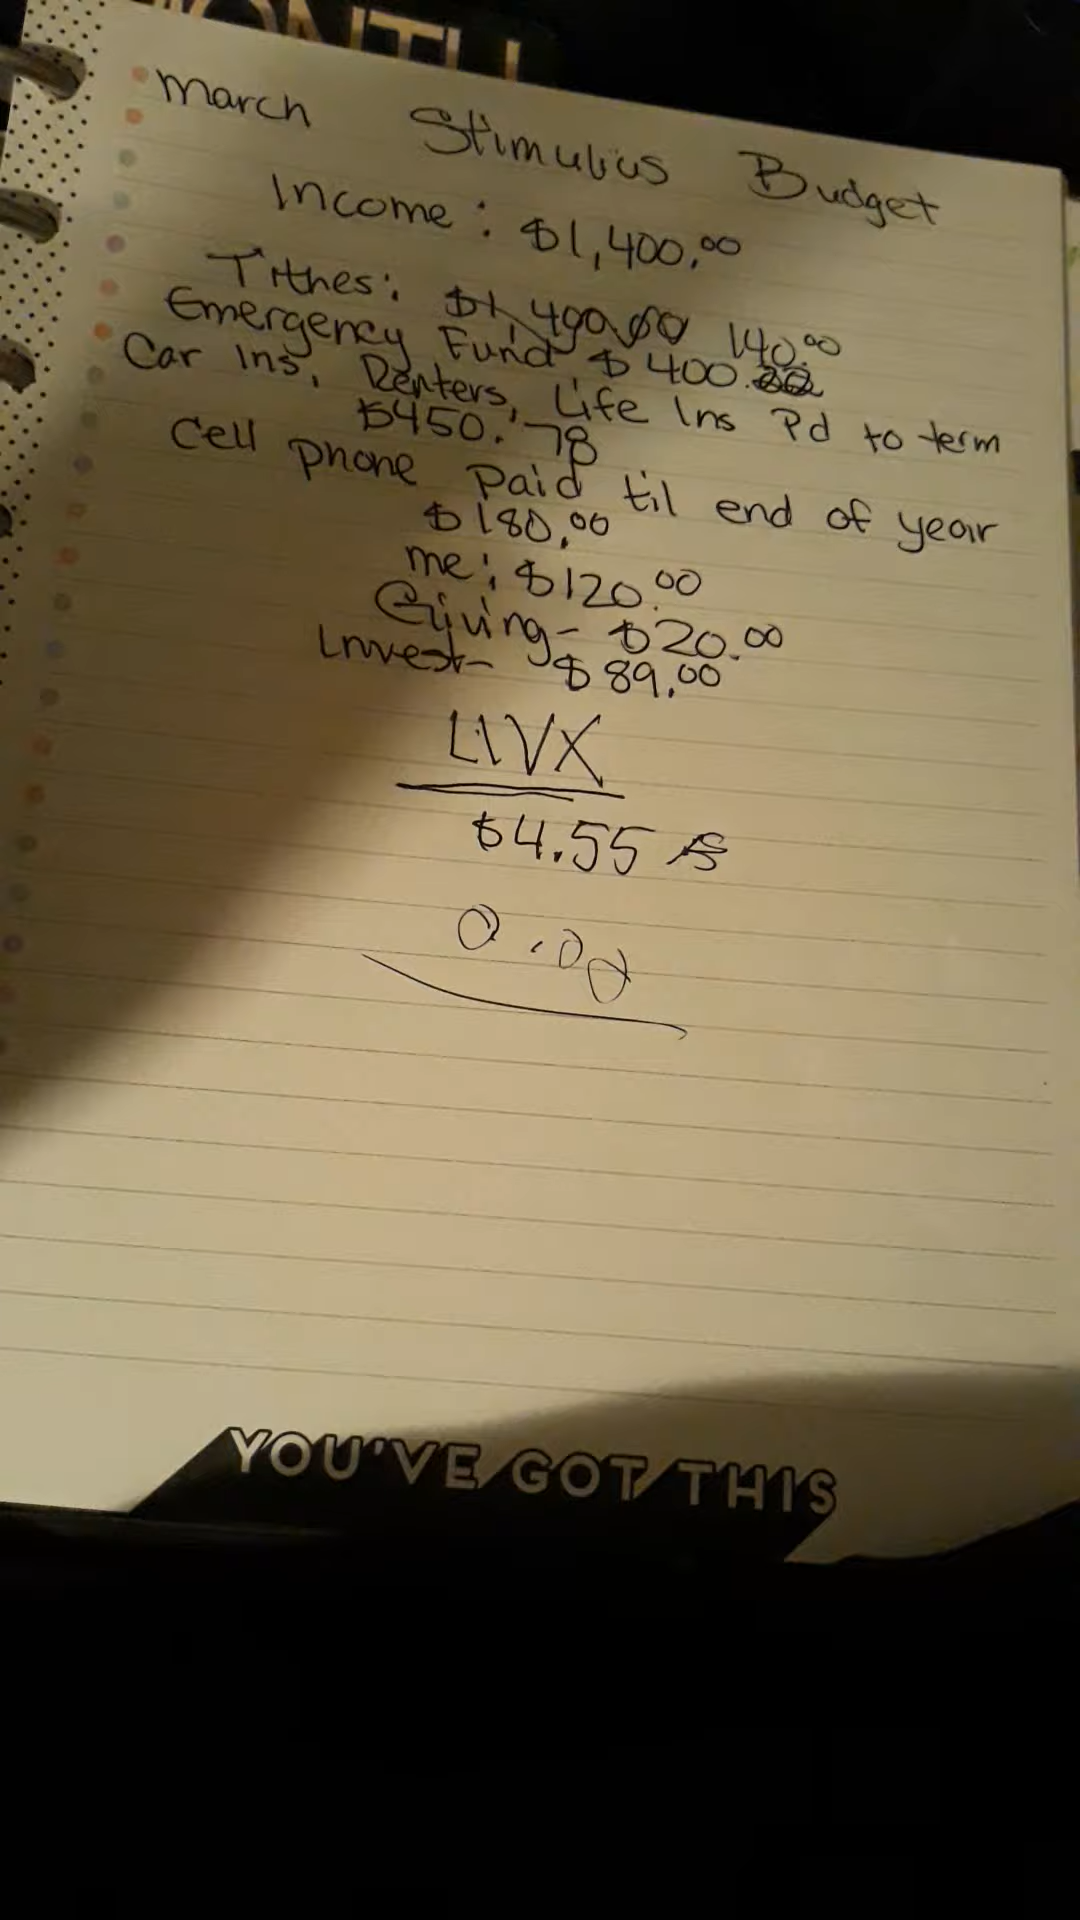 March Stimulus Budget
Income: $1,400.00
Tithes: $1,400.00 140.00
Emergency Fund $400.00
Car Ins, Renters, Life Ins Pd to term
$450.78
Cell phone paid til end of year
$180.00
me: $120.00
Giving- $20.00
Invest- $89.00
LIVX
$4.55
0.00
YOU'VE GOT THIS